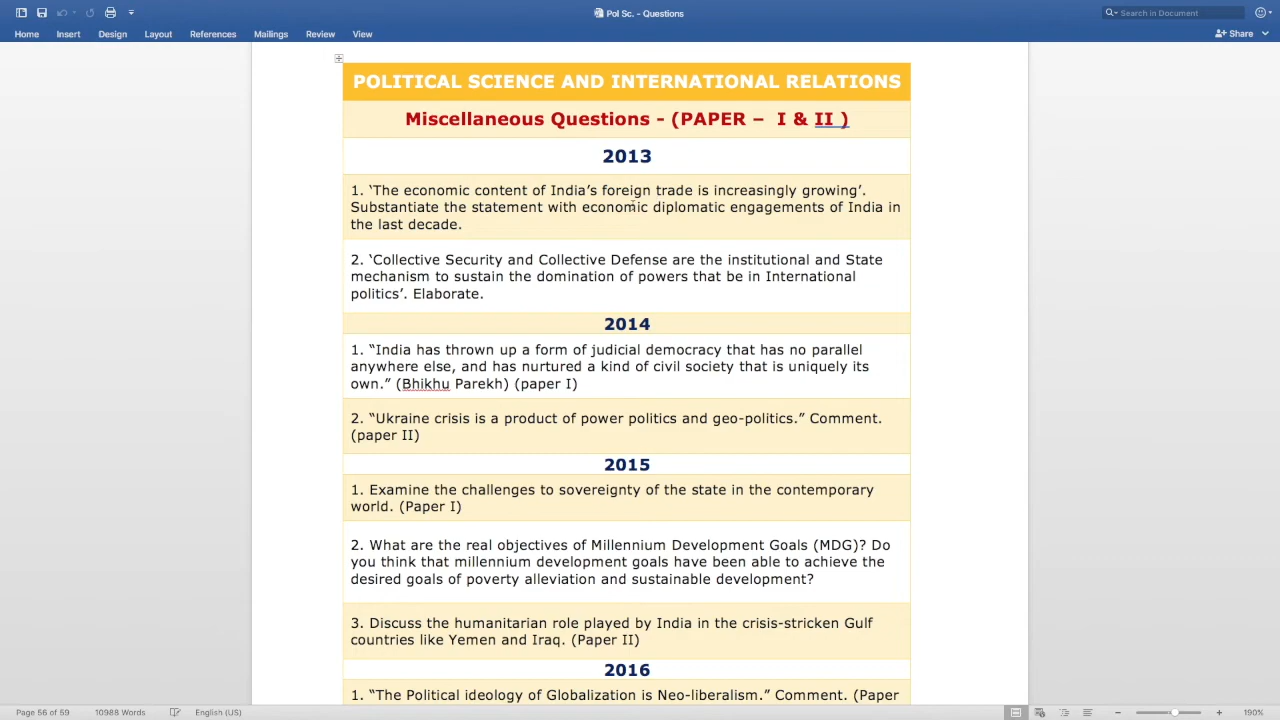 Pol Sc. - Questions
Search in Document
Home Insert Design Layout References Mailings Review View
Share
POLITICAL SCIENCE AND INTERNATIONAL RELATIONS
Miscellaneous Questions - (PAPER – I & II )
2013
1. ‘The economic content of India’s foreign trade is increasingly growing’.
Substantiate the statement with economic diplomatic engagements of India in
the last decade.
2. ‘Collective Security and Collective Defense are the institutional and State
mechanism to sustain the domination of powers that be in International
politics’. Elaborate.
2014
1. “India has thrown up a form of judicial democracy that has no parallel
anywhere else, and has nurtured a kind of civil society that is uniquely its
own.” (Bhikhu Parekh) (paper I)
2. “Ukraine crisis is a product of power politics and geo-politics.” Comment.
(paper II)
2015
1. Examine the challenges to sovereignty of the state in the contemporary
world. (Paper I)
2. What are the real objectives of Millennium Development Goals (MDG)? Do
you think that millennium development goals have been able to achieve the
desired goals of poverty alleviation and sustainable development?
3. Discuss the humanitarian role played by India in the crisis-stricken Gulf
countries like Yemen and Iraq. (Paper II)
2016
1. “The Political ideology of Globalization is Neo-liberalism.” Comment. (Paper
Page 56 of 59 10988 Words English (US) 190%